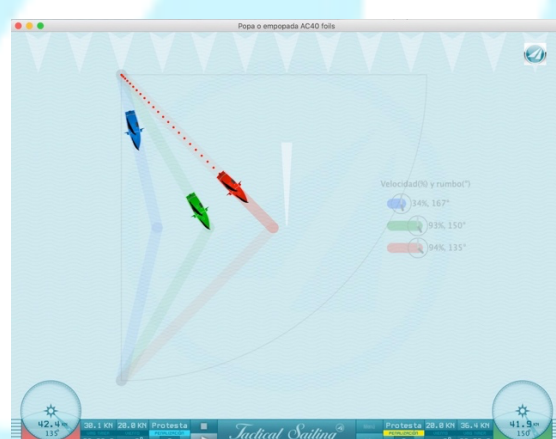 Popa o empopada AC40 foils
Velocidad(N) y rumbo(°)
34%, 167°
93%, 150°
94%, 135°
42.4
135
30.1 KN 20.0 KN Protesta
Tactical Sailing
Protesta 20.0 KN 36.4 KN
41.9
150